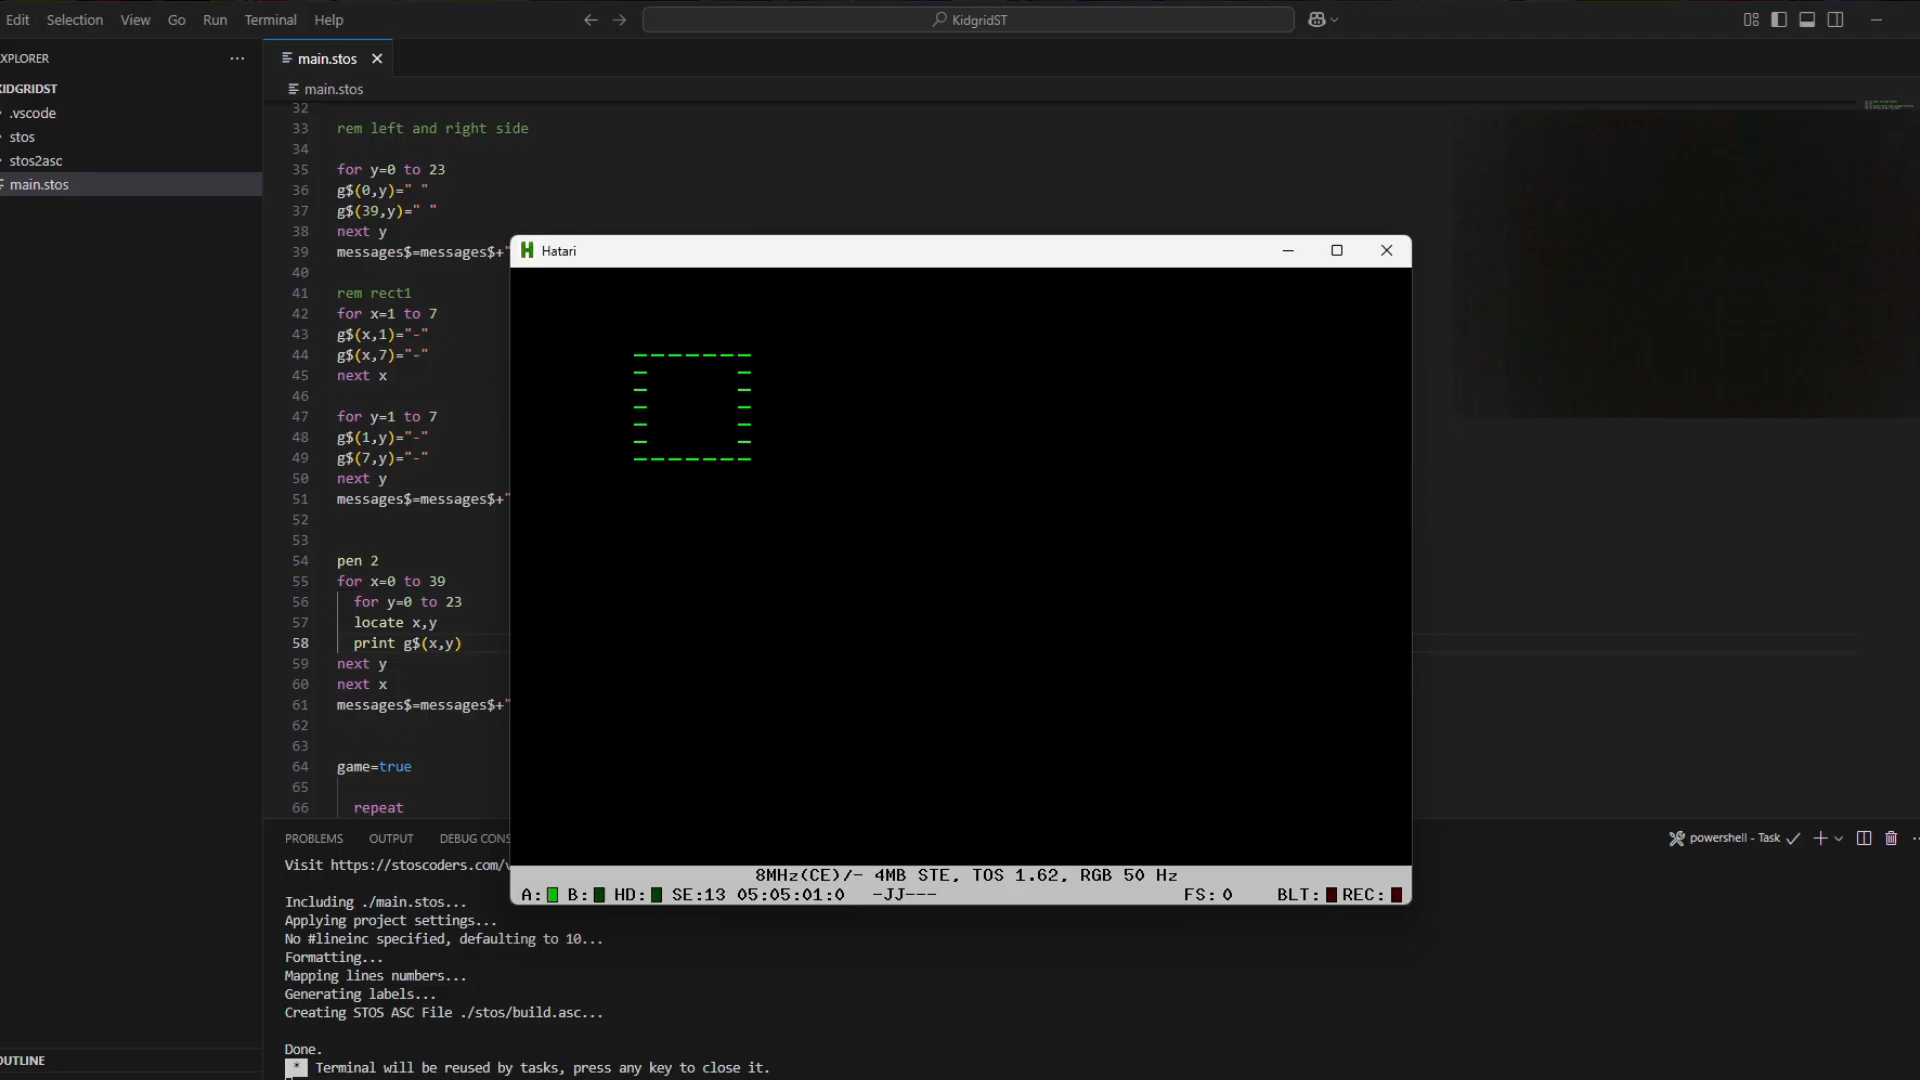 Edit Selection View Go Run Terminal Help KidgridST
XPLORER
main.stos
KIDGRIDST
.vscode
stos
stos2asc
main.stos
main.stos
32
33 rem left and right side
34
35 for y=0 to 23
36 g$(0,y)=" "
37 g$(39,y)=" "
38 next y
39 messages$=messages$+"
40
41 rem rect1
42 for x=1 to 7
43 g$(x,1)="-"
44 g$(x,7)="-"
45 next x
46
47 for y=1 to 7
48 g$(1,y)="-"
49 g$(7,y)="-"
50 next y
51 messages$=messages$+"
52
53
54 pen 2
55 for x=0 to 39
56 for y=0 to 23
57 locate x,y
58 print g$(x,y)
59 next y
60 next x
61 messages$=messages$+"
62
63
64 game=true
65
66 repeat
H Hatari
8MHz(CE)/- 4MB STE, TOS 1.62, RGB 50 Hz
A: B: HD: SE:13 05:05:01:0 -JJ--- FS: 0 BLT: REC:
PROBLEMS OUTPUT DEBUG CONS
powershell - Task
Visit https://stoscoders.com/v
Including ./main.stos...
Applying project settings...
No #lineinc specified, defaulting to 10...
Formatting...
Mapping lines numbers...
Generating labels...
Creating STOS ASC File ./stos/build.asc...
Done.
* Terminal will be reused by tasks, press any key to close it.
OUTLINE